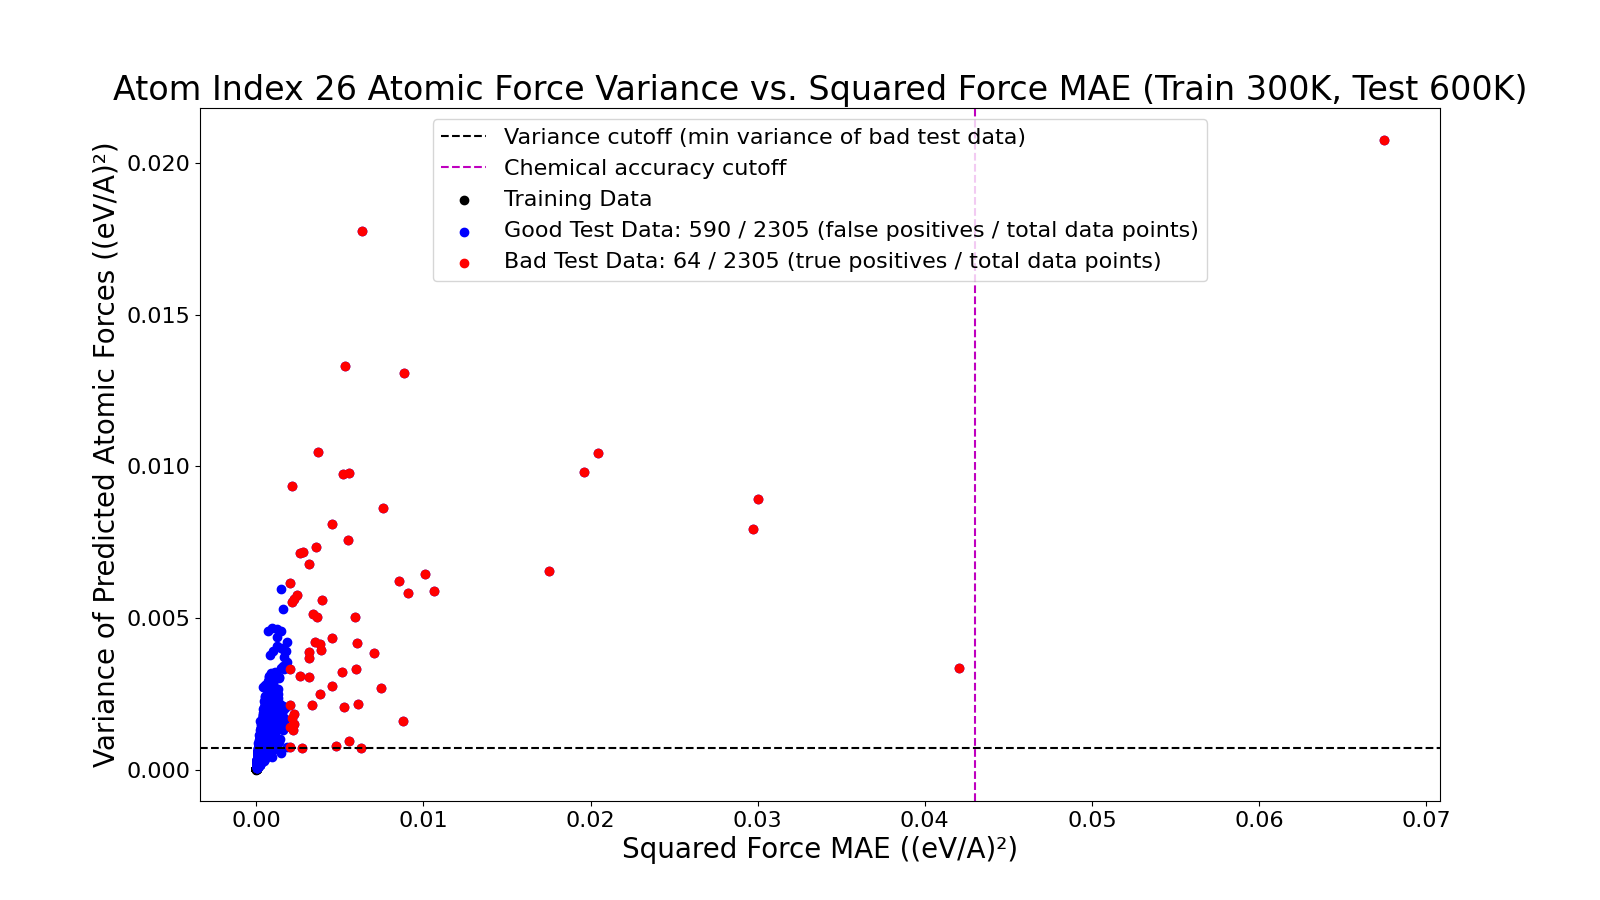 Atom Index 26 Atomic Force Variance vs. Squared Force MAE (Train 300K, Test 600K)
Variance cutoff (min variance of bad test data)
Chemical accuracy cutoff
Training Data
Good Test Data: 590 / 2305 (false positives / total data points)
Bad Test Data: 64 / 2305 (true positives / total data points)
Variance of Predicted Atomic Forces ((eV/A)²)
0.020
0.015
0.010
0.005
0.000
0.00 0.01 0.02 0.03 0.04 0.05 0.06 0.07
Squared Force MAE ((eV/A)²)